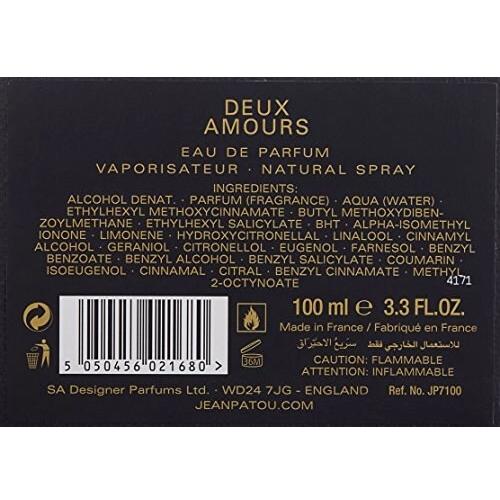 DEUX
AMOURS
EAU DE PARFUM
VAPORISATEUR · NATURAL SPRAY
INGREDIENTS:
ALCOHOL DENAT. · PARFUM (FRAGRANCE) · AQUA (WATER) ·
ETHYLHEXYL METHOXYCINNAMATE · BUTYL METHOXYDIBEN-
ZOYLMETHANE · ETHYLHEXYL SALICYLATE · BHT · ALPHA-ISOMETHYL
IONONE · LIMONENE · HYDROXYCITRONELLAL · LINALOOL · CINNAMYL
ALCOHOL · GERANIOL · CITRONELLOL · EUGENOL · FARNESOL · BENZYL
BENZOATE · BENZYL ALCOHOL · BENZYL SALICYLATE · COUMARIN ·
ISOEUGENOL · CINNAMAL · CITRAL · BENZYL CINNAMATE · METHYL
2-OCTYNOATE
4171
100 ml e 3.3 FL.OZ.
Made in France / Fabriqué en France
للاستعمال الخارجي فقط · سريع الاحتراق
CAUTION: FLAMMABLE
ATTENTION: INFLAMMABLE
36M
5 050456 021680 >
SA Designer Parfums Ltd. · WD24 7JG - ENGLAND Ref. No. JP7100
JEANPATOU.COM